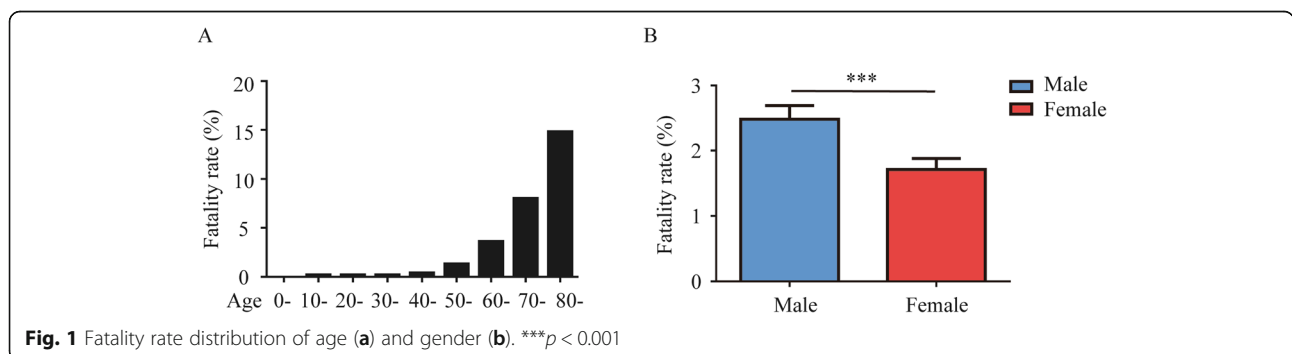 A
Fatality rate (%)
20
15
10
5
0
Age 0- 10- 20- 30- 40- 50- 60- 70- 80-
B
Fatality rate (%)
3
2
1
0
***
Male Female
Male
Female
Fig. 1 Fatality rate distribution of age (a) and gender (b). ***p < 0.001